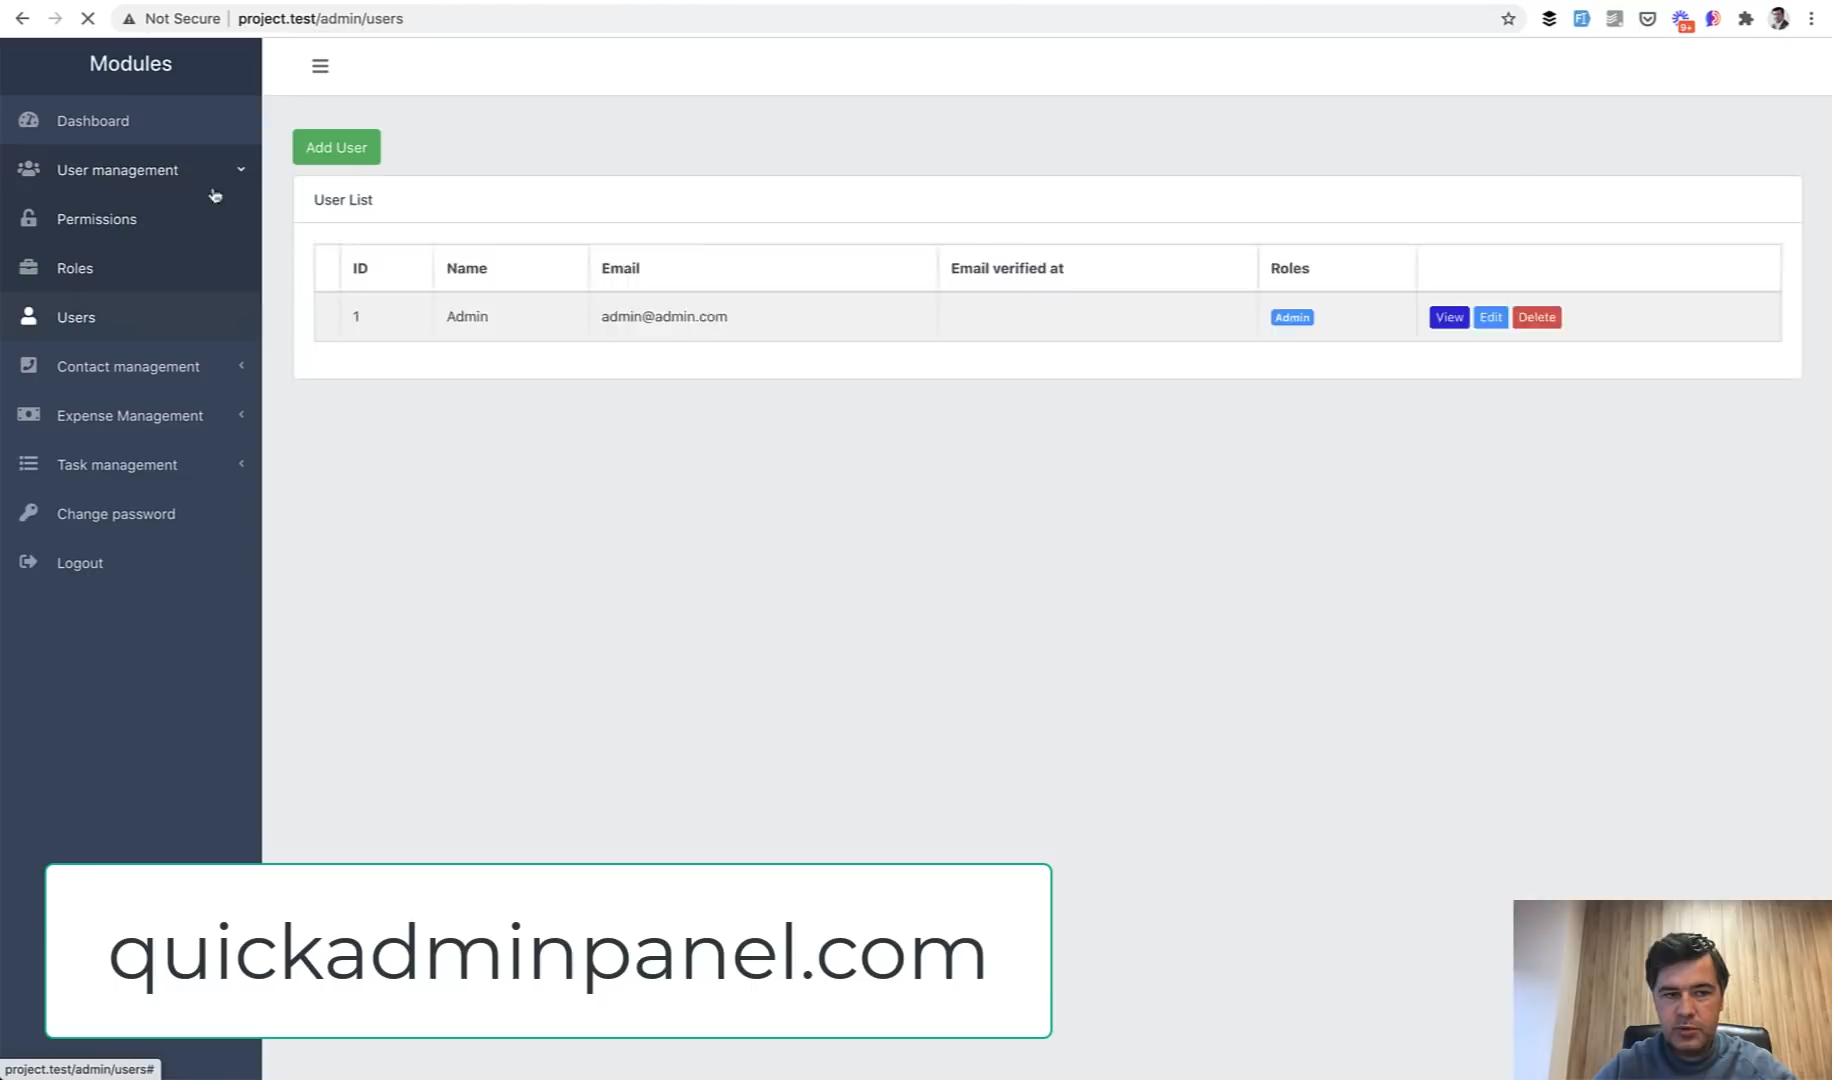 Not Secure project.test/admin/users
9+
Modules
Dashboard
User management
Permissions
Roles
Users
Contact management
Expense Management
Task management
Change password
Logout
Add User
User List
ID Name Email Email verified at Roles
1 Admin admin@admin.com Admin View Edit Delete
quickadminpanel.com
project.test/admin/users#